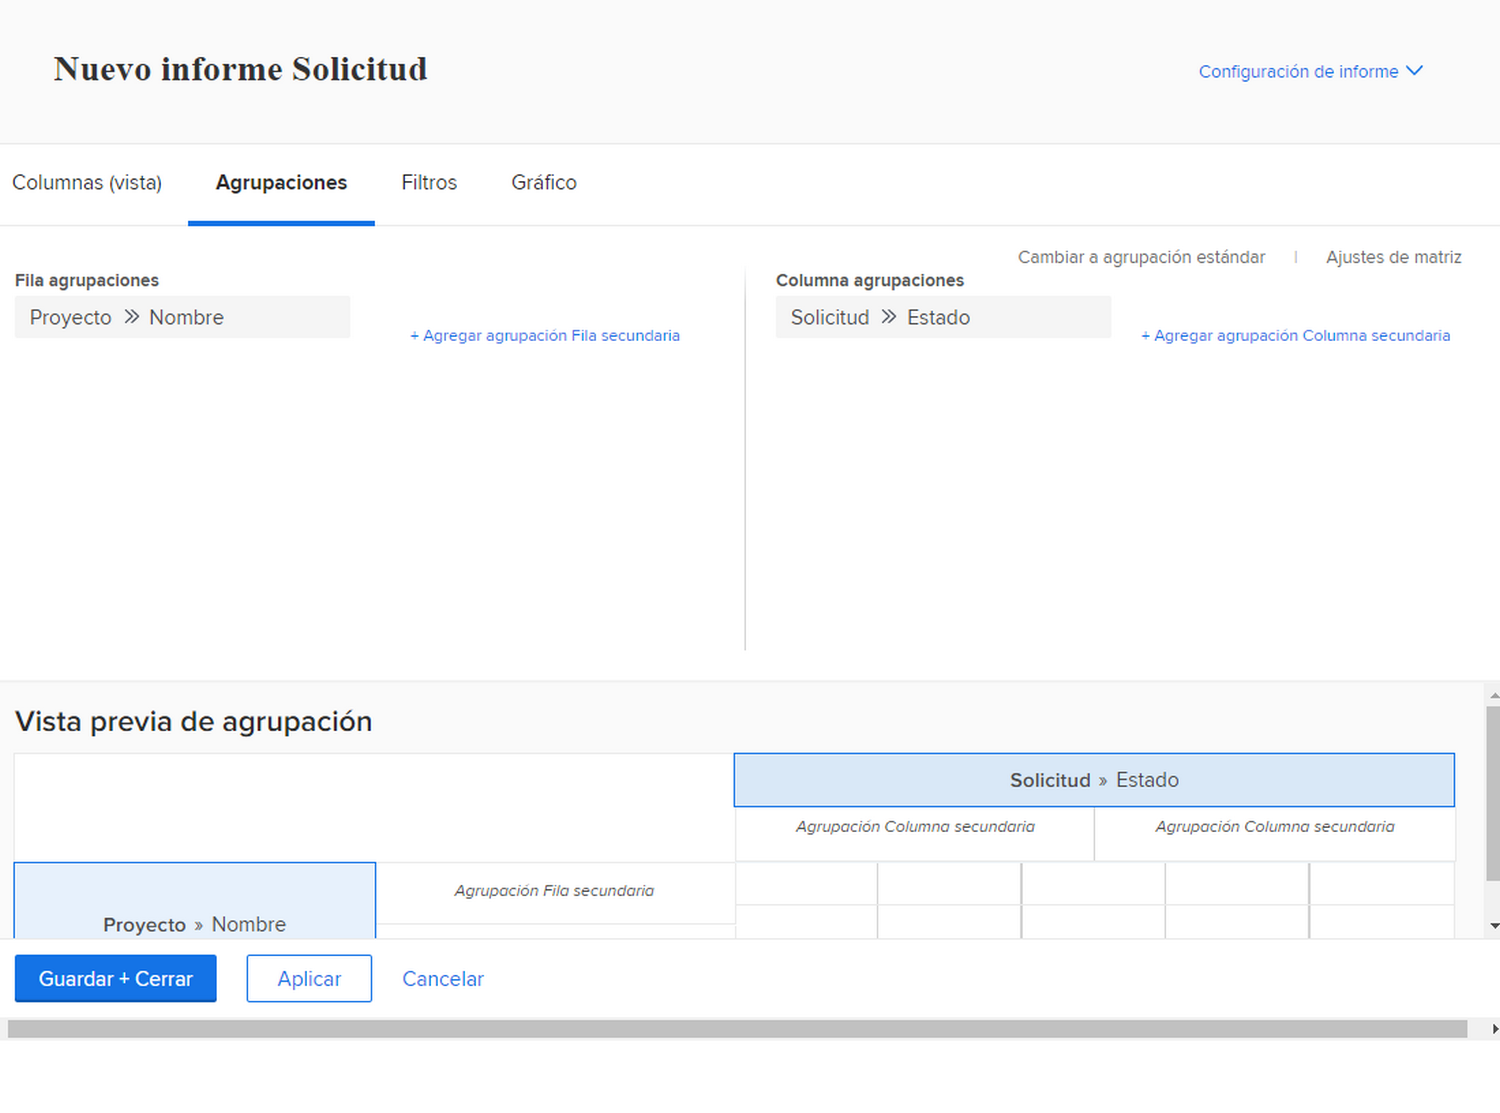 Nuevo informe Solicitud
Configuración de informe
Columnas (vista) Agrupaciones Filtros Gráfico
Cambiar a agrupación estándar | Ajustes de matriz
Fila agrupaciones
Proyecto » Nombre
+ Agregar agrupación Fila secundaria
Columna agrupaciones
Solicitud » Estado
+ Agregar agrupación Columna secundaria
Vista previa de agrupación
Solicitud » Estado
Agrupación Columna secundaria Agrupación Columna secundaria
Agrupación Fila secundaria
Proyecto » Nombre
Guardar + Cerrar Aplicar Cancelar